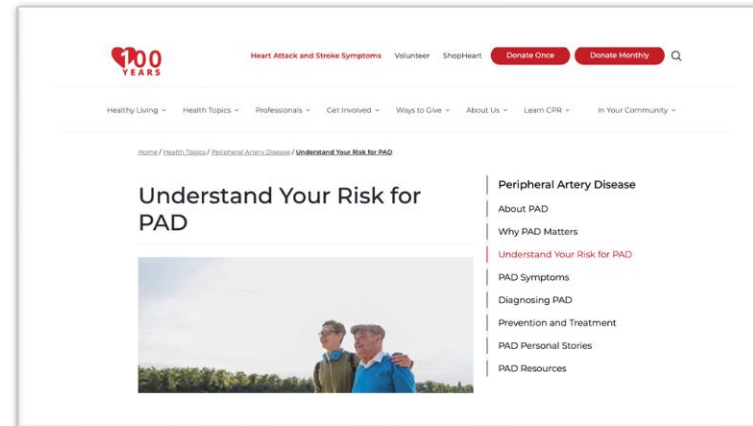 100
YEARS
Heart Attack and Stroke Symptoms Volunteer ShopHeart Donate Once Donate Monthly
Healthy Living Health Topics Professionals Get Involved Ways to Give About Us Learn CPR In Your Community
Home / Health Topics / Peripheral Artery Disease / Understand Your Risk for PAD
Understand Your Risk for
PAD
Peripheral Artery Disease
About PAD
Why PAD Matters
Understand Your Risk for PAD
PAD Symptoms
Diagnosing PAD
Prevention and Treatment
PAD Personal Stories
PAD Resources